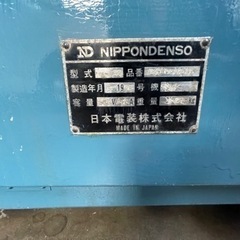 ND NIPPONDENSO
型式 品番
製造年月 19 号機
容量 V A 重量
日本電装株式会社
MADE IN JAPAN